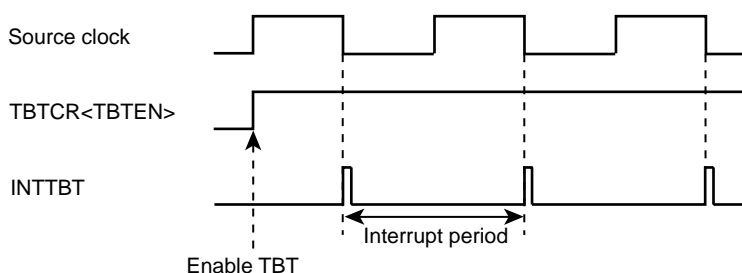 Source clock
TBTCR<TBTEN>
INTTBT
Interrupt period
Enable TBT